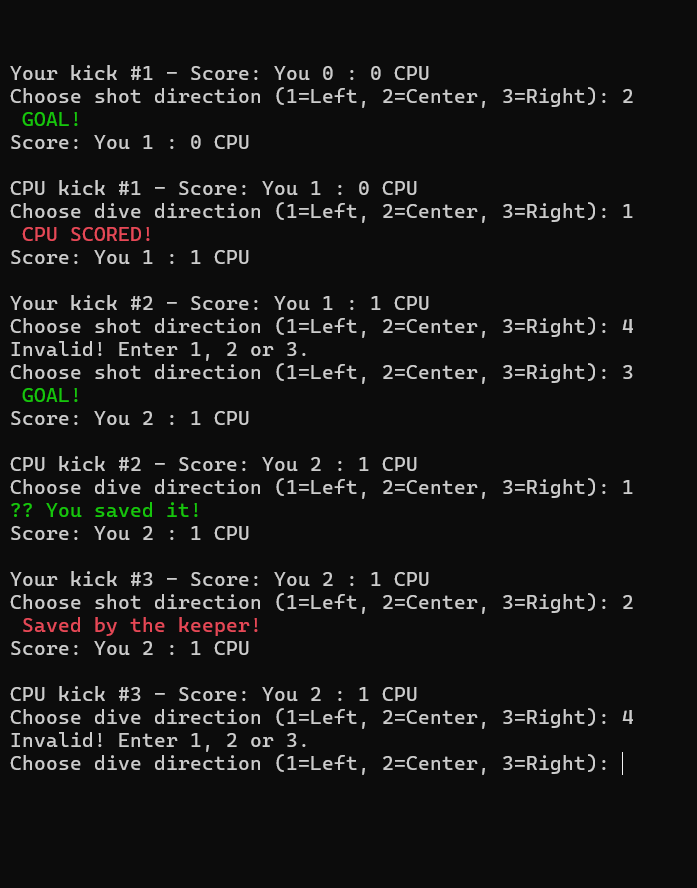 Your kick #1 - Score: You 0 : 0 CPU
Choose shot direction (1=Left, 2=Center, 3=Right): 2
GOAL!
Score: You 1 : 0 CPU
CPU kick #1 - Score: You 1 : 0 CPU
Choose dive direction (1=Left, 2=Center, 3=Right): 1
CPU SCORED!
Score: You 1 : 1 CPU
Your kick #2 - Score: You 1 : 1 CPU
Choose shot direction (1=Left, 2=Center, 3=Right): 4
Invalid! Enter 1, 2 or 3.
Choose shot direction (1=Left, 2=Center, 3=Right): 3
GOAL!
Score: You 2 : 1 CPU
CPU kick #2 - Score: You 2 : 1 CPU
Choose dive direction (1=Left, 2=Center, 3=Right): 1
?? You saved it!
Score: You 2 : 1 CPU
Your kick #3 - Score: You 2 : 1 CPU
Choose shot direction (1=Left, 2=Center, 3=Right): 2
Saved by the keeper!
Score: You 2 : 1 CPU
CPU kick #3 - Score: You 2 : 1 CPU
Choose dive direction (1=Left, 2=Center, 3=Right): 4
Invalid! Enter 1, 2 or 3.
Choose dive direction (1=Left, 2=Center, 3=Right):